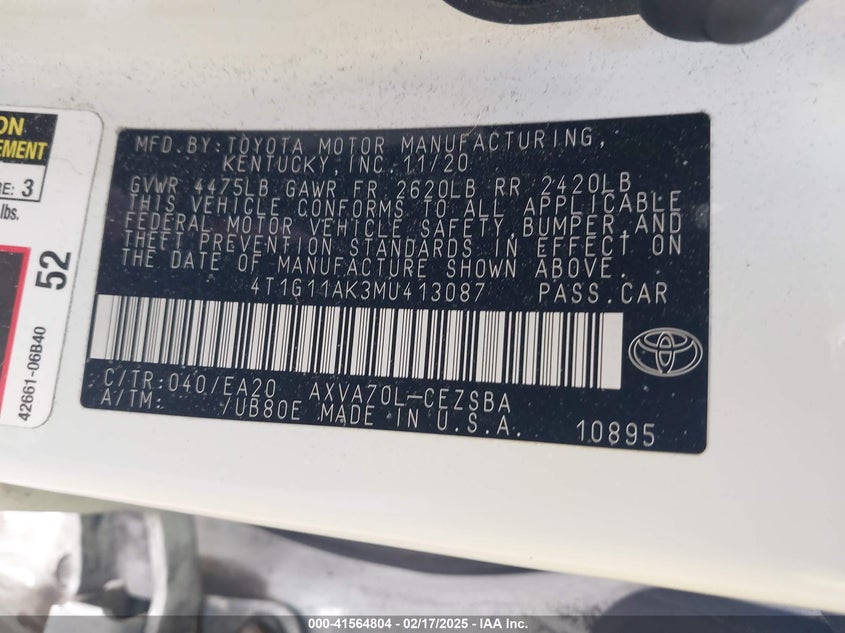 ON
EMENT
RE: 3
lbs.
52
42661-06B40
MFD.BY:TOYOTA MOTOR MANUFACTURING,
KENTUCKY, INC. 11/20
GVWR 4475LB GAWR FR 2620LB RR 2420LB
THIS VEHICLE CONFORMS TO ALL APPLICABLE
FEDERAL MOTOR VEHICLE SAFETY,BUMPER,AND
THEFT PREVENTION STANDARDS IN EFFECT ON
THE DATE OF MANUFACTURE SHOWN ABOVE.
4T1G11AK3MU413087 PASS.CAR
C/TR:040/EA20 AXVA70L-CEZSBA
A/TM: /UB80E MADE IN U.S.A.
10895
000-41564804 - 02/17/2025 - IAA Inc.